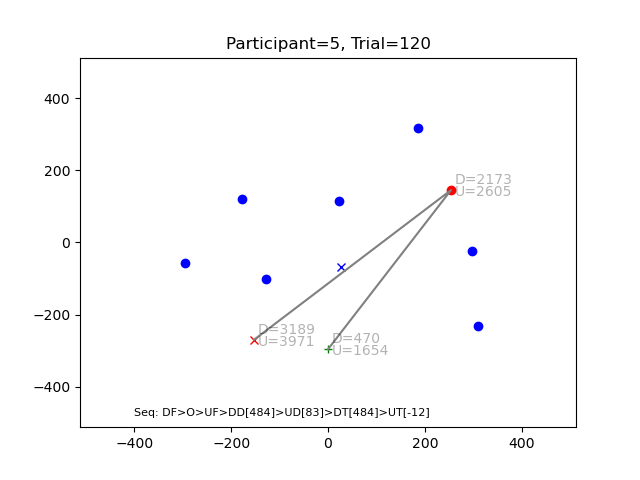 Participant=5, Trial=120
400
200
0
−200
−400
D=2173
U=2605
D=3189
U=3971
D=470
U=1654
Seq: DF>O>UF>DD[484]>UD[83]>DT[484]>UT[-12]
−400
−200
0
200
400